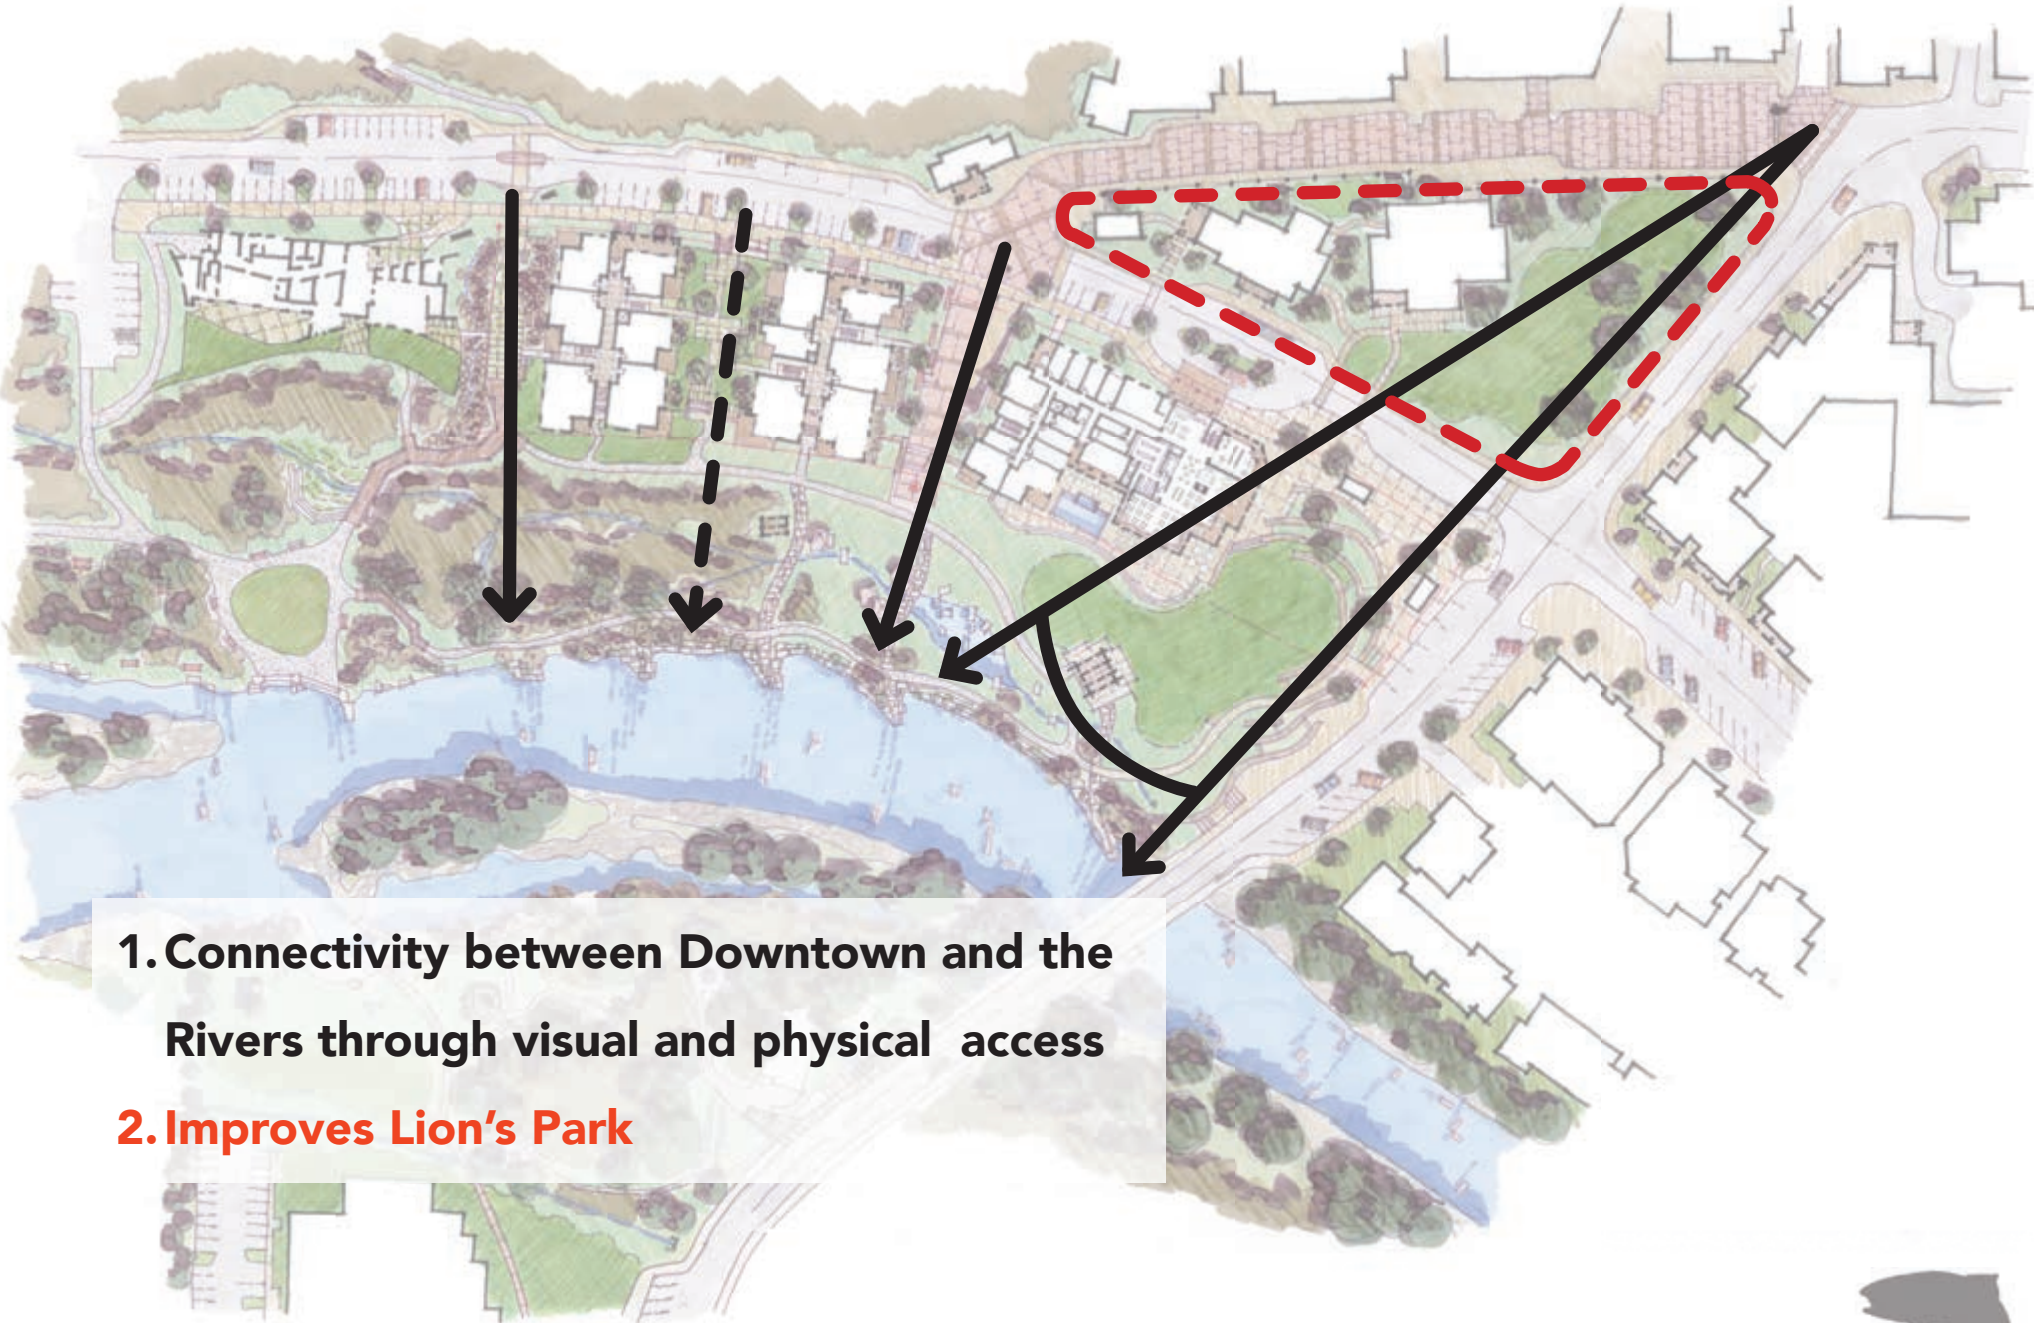 1. Connectivity between Downtown and the
Rivers through visual and physical  access
2. Improves Lion's Park